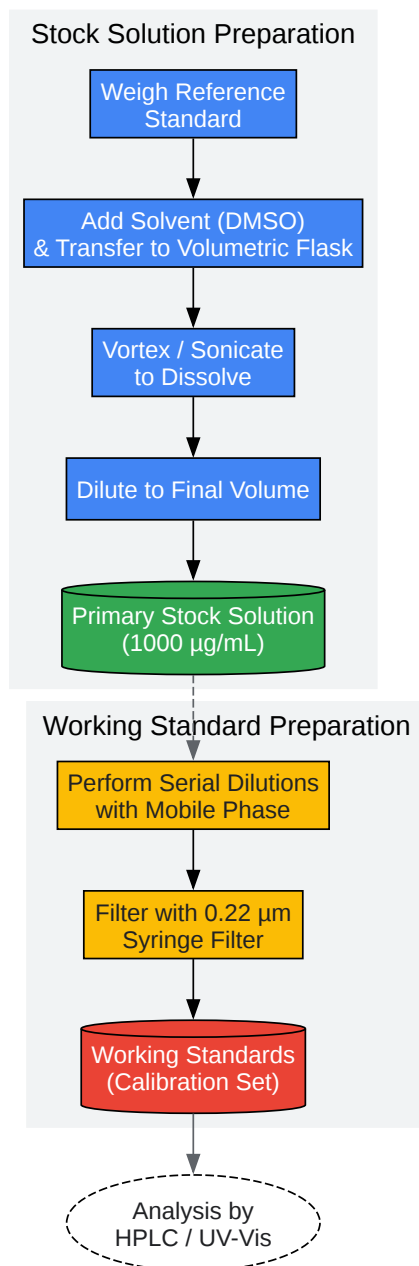 Stock Solution Preparation
Weigh Reference
Standard
Add Solvent (DMSO)
& Transfer to Volumetric Flask
Vortex / Sonicate
to Dissolve
Dilute to Final Volume
Primary Stock Solution
(1000 µg/mL)
Working Standard Preparation
Perform Serial Dilutions
with Mobile Phase
Filter with 0.22 µm
Syringe Filter
Working Standards
(Calibration Set)
Analysis by
HPLC / UV-Vis